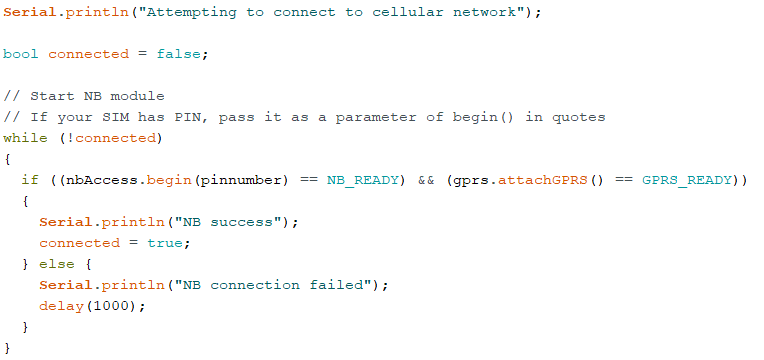 Serial.println("Attempting to connect to cellular network");

bool connected = false;

// Start NB module
// If your SIM has PIN, pass it as a parameter of begin() in quotes
while (!connected)
{
  if ((nbAccess.begin(pinnumber) == NB_READY) && (gprs.attachGPRS() == GPRS_READY))
  {
    Serial.println("NB success");
    connected = true;
  } else {
    Serial.println("NB connection failed");
    delay(1000);
  }
}